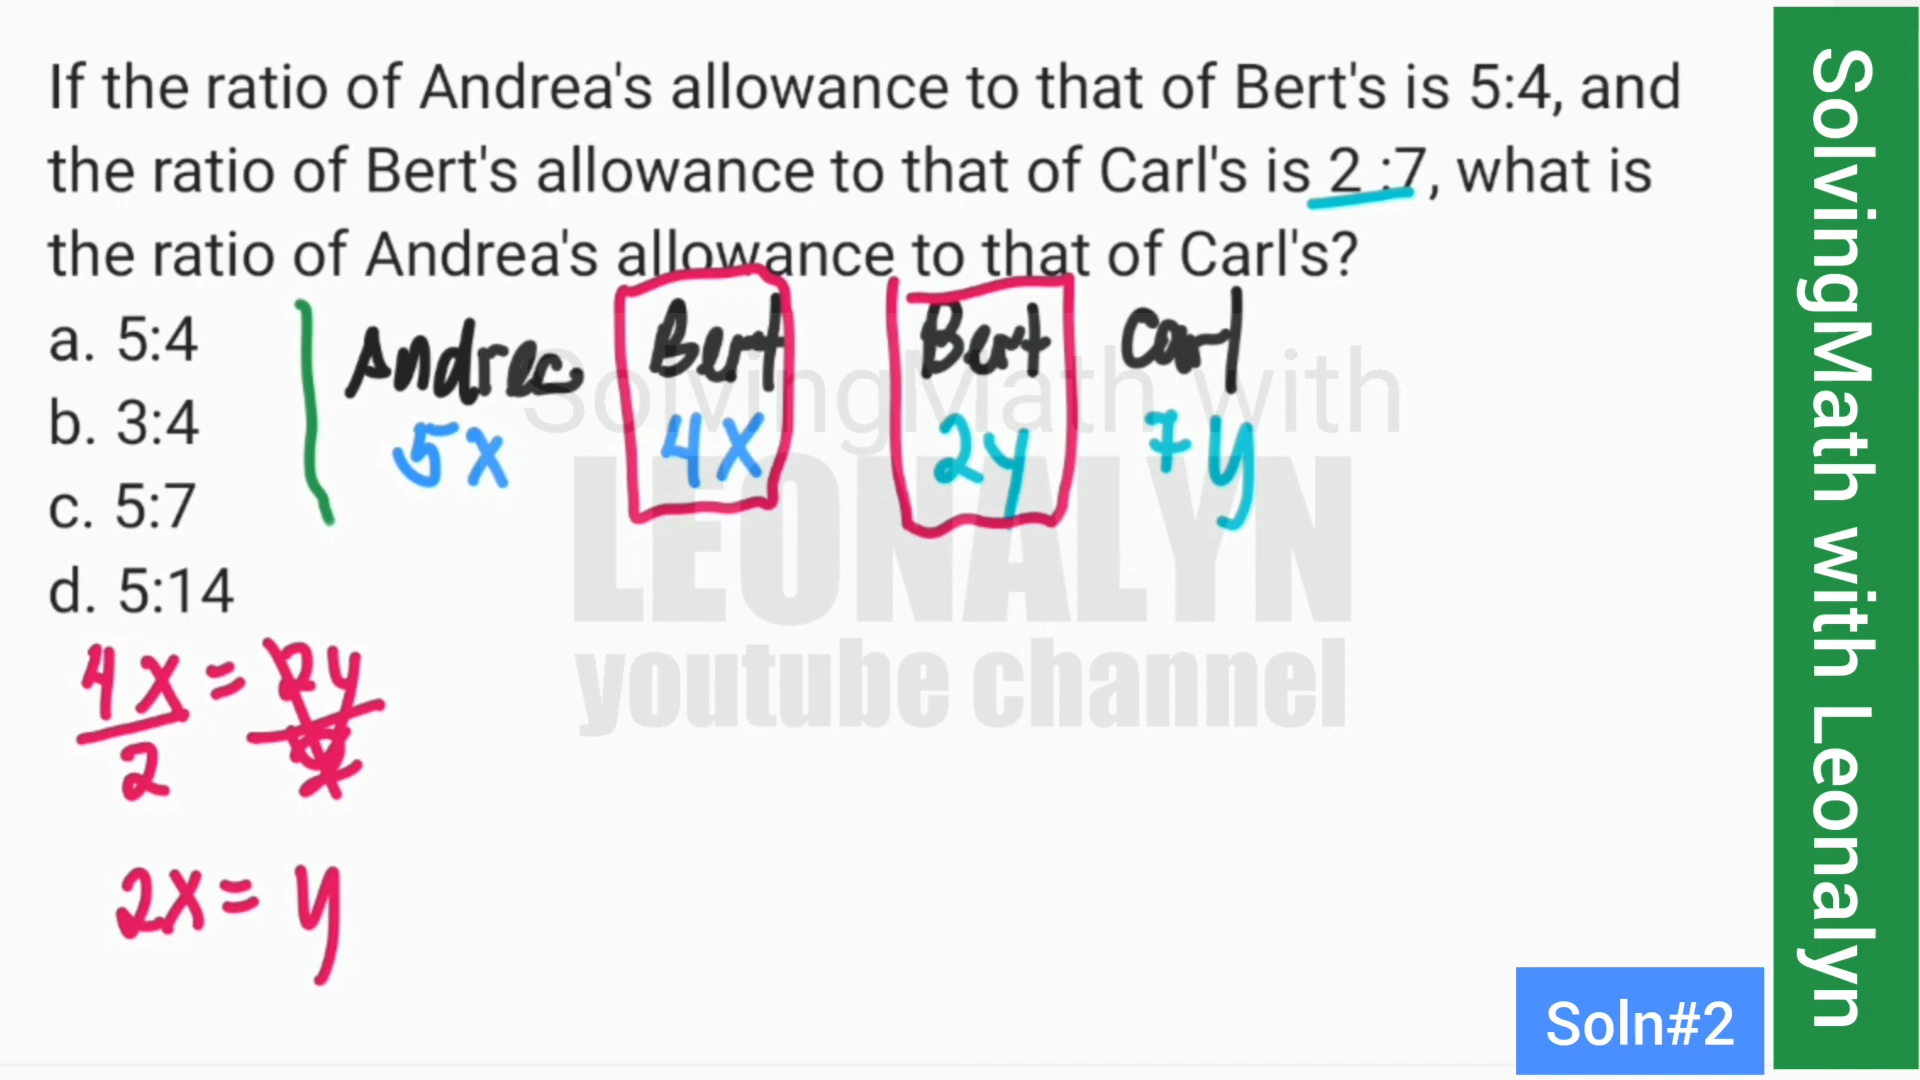 If the ratio of Andrea's allowance to that of Bert's is 5:4, and
the ratio of Bert's allowance to that of Carl's is 2 :7, what is
the ratio of Andrea's allowance to that of Carl's?
a. 5:4
b. 3:4
c. 5:7
d. 5:14
Andrea Bert Bert Carl
5x 4x 2y 7y
4x = 2y
2 2
2x = y
SolvingMath with
LEONALYN
youtube channel
Soln#2
SolvingMath with Leonalyn